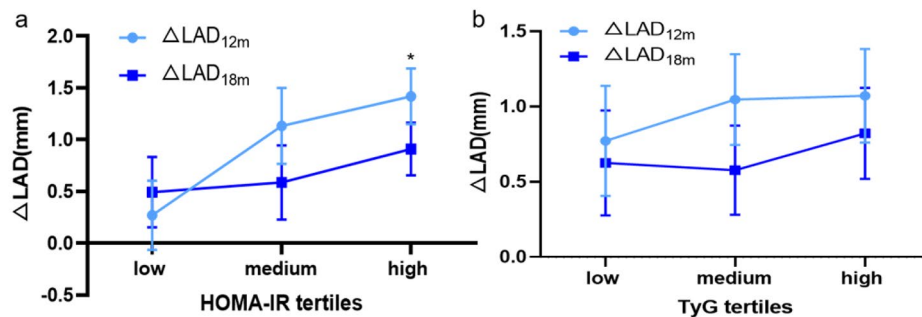 a
△LAD12m
△LAD18m
*
2.0
1.5
1.0
0.5
0.0
-0.5
△LAD(mm)
low
medium
high
HOMA-IR tertiles
b
△LAD12m
△LAD18m
1.5
1.0
0.5
0.0
△LAD(mm)
low
medium
high
TyG tertiles